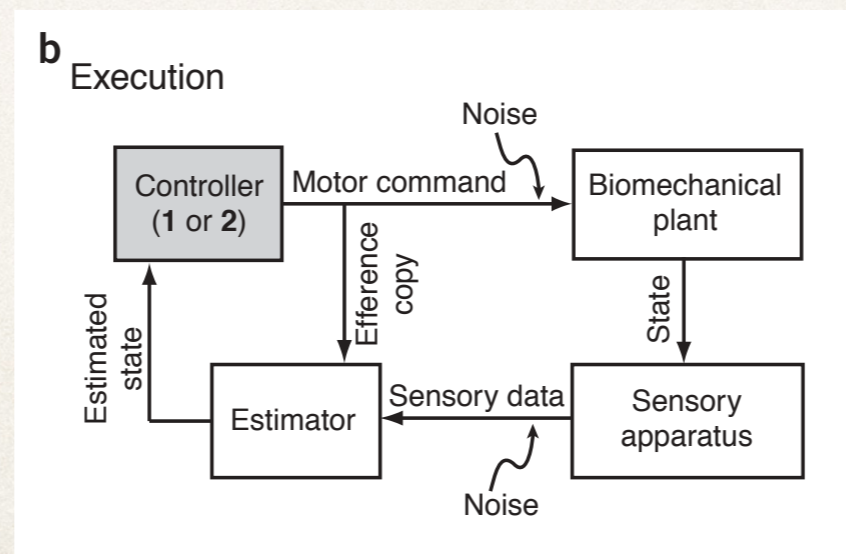 b
Execution
Noise
Controller
(1 or 2)
Motor command
Biomechanical
plant
Efference
copy
State
Estimated
state
Estimator
Sensory data
Sensory
apparatus
Noise